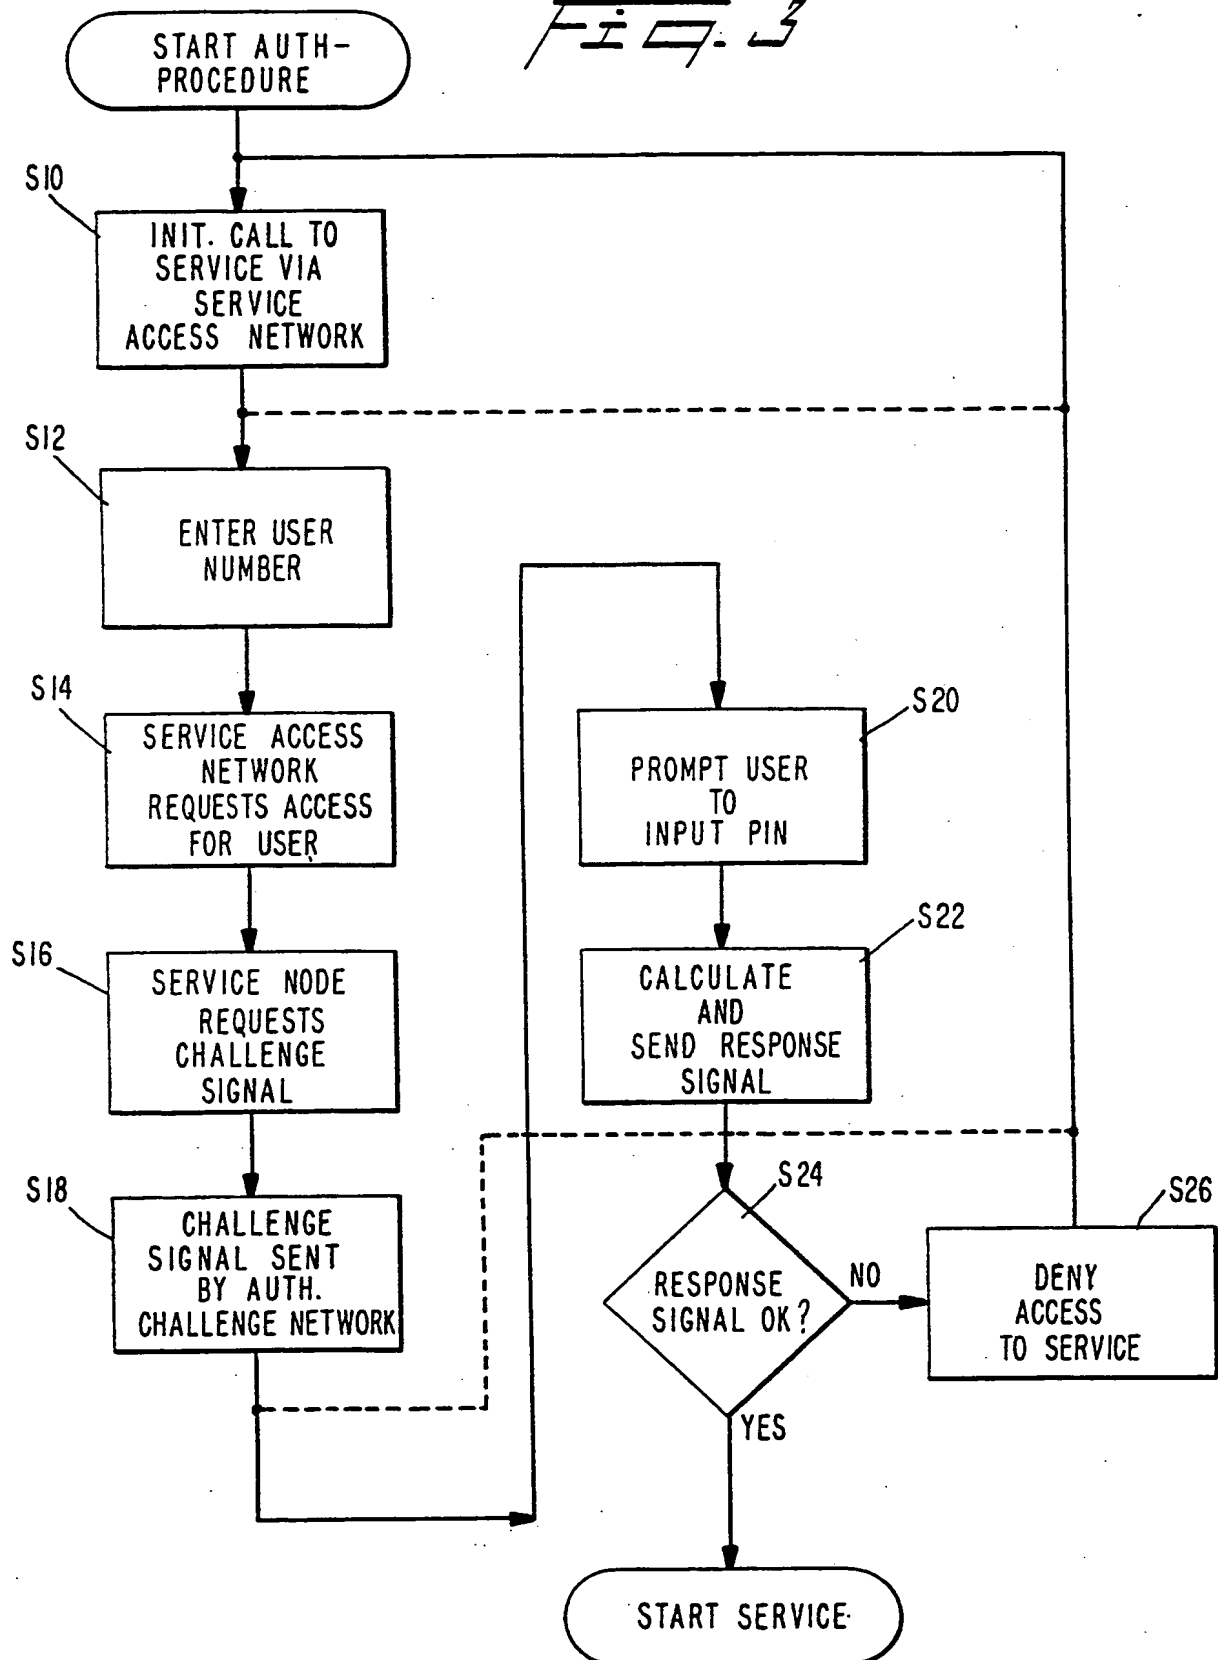 Fig. 3
START AUTH-
PROCEDURE
S10
INIT. CALL TO
SERVICE VIA
SERVICE
ACCESS NETWORK
S12
ENTER USER
NUMBER
S14
SERVICE ACCESS
NETWORK
REQUESTS ACCESS
FOR USER
S16
SERVICE NODE
REQUESTS
CHALLENGE
SIGNAL
S18
CHALLENGE
SIGNAL SENT
BY AUTH.
CHALLENGE NETWORK
S20
PROMPT USER
TO
INPUT PIN
S22
CALCULATE
AND
SEND RESPONSE
SIGNAL
S24
RESPONSE
SIGNAL OK?
NO
YES
S26
DENY
ACCESS
TO SERVICE
START SERVICE